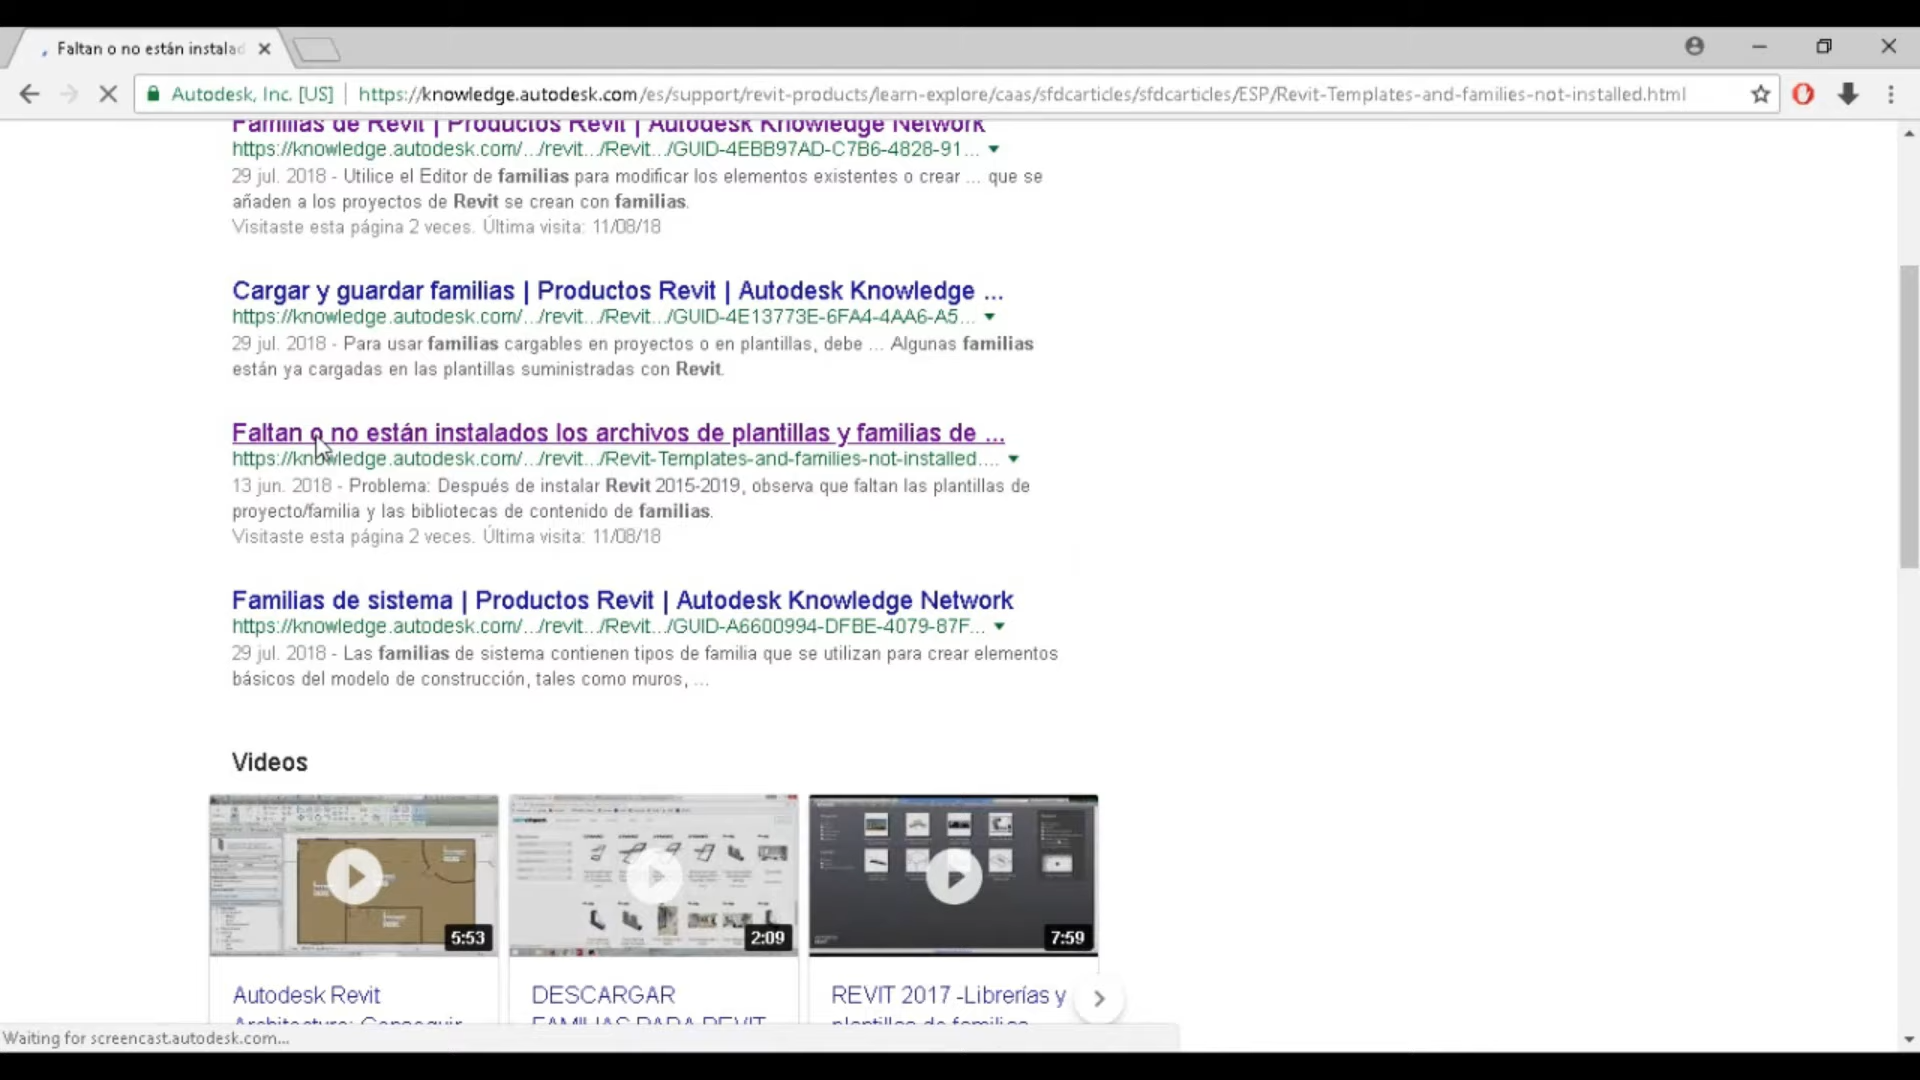 Faltan o no están instalad
Autodesk, Inc. [US] https://knowledge.autodesk.com/es/support/revit-products/learn-explore/caas/sfdcarticles/sfdcarticles/ESP/Revit-Templates-and-families-not-installed.html
Familias de Revit | Productos Revit | Autodesk Knowledge Network
https://knowledge.autodesk.com/.../revit.../Revit.../GUID-4EBB97AD-C7B6-4828-91...
29 jul. 2018 - Utilice el Editor de familias para modificar los elementos existentes o crear ... que se
añaden a los proyectos de Revit se crean con familias.
Visitaste esta página 2 veces. Última visita: 11/08/18
Cargar y guardar familias | Productos Revit | Autodesk Knowledge ...
https://knowledge.autodesk.com/.../revit.../Revit.../GUID-4E13773E-6FA4-4AA6-A5...
29 jul. 2018 - Para usar familias cargables en proyectos o en plantillas, debe ... Algunas familias
están ya cargadas en las plantillas suministradas con Revit.
Faltan o no están instalados los archivos de plantillas y familias de ...
https://knowledge.autodesk.com/.../revit.../Revit-Templates-and-families-not-installed....
13 jun. 2018 - Problema: Después de instalar Revit 2015-2019, observa que faltan las plantillas de
proyecto/familia y las bibliotecas de contenido de familias.
Visitaste esta página 2 veces. Última visita: 11/08/18
Familias de sistema | Productos Revit | Autodesk Knowledge Network
https://knowledge.autodesk.com/.../revit.../Revit.../GUID-A6600994-DFBE-4079-87F...
29 jul. 2018 - Las familias de sistema contienen tipos de familia que se utilizan para crear elementos
básicos del modelo de construcción, tales como muros, ...
Videos
5:53
2:09
7:59
Autodesk Revit
Architecture: Conseguir
DESCARGAR
FAMILIAS PARA REVIT
REVIT 2017 -Librerías y
plantillas de familias
Waiting for screencast.autodesk.com...